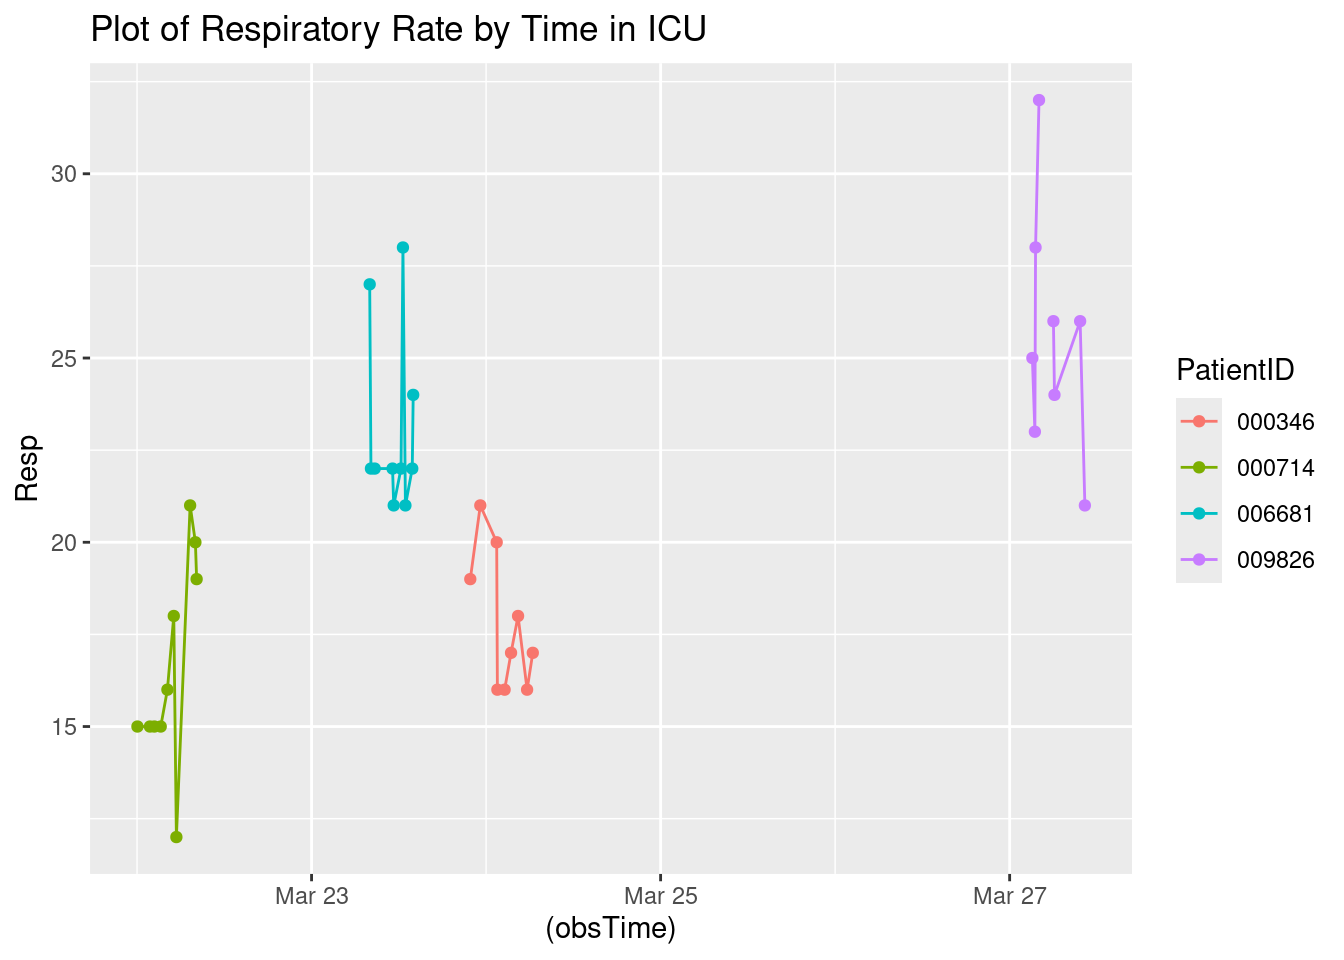 Plot of Respiratory Rate by Time in ICU
30
25
20
15
Resp
Mar 23
Mar 25
Mar 27
(obsTime)
PatientID
000346
000714
006681
009826